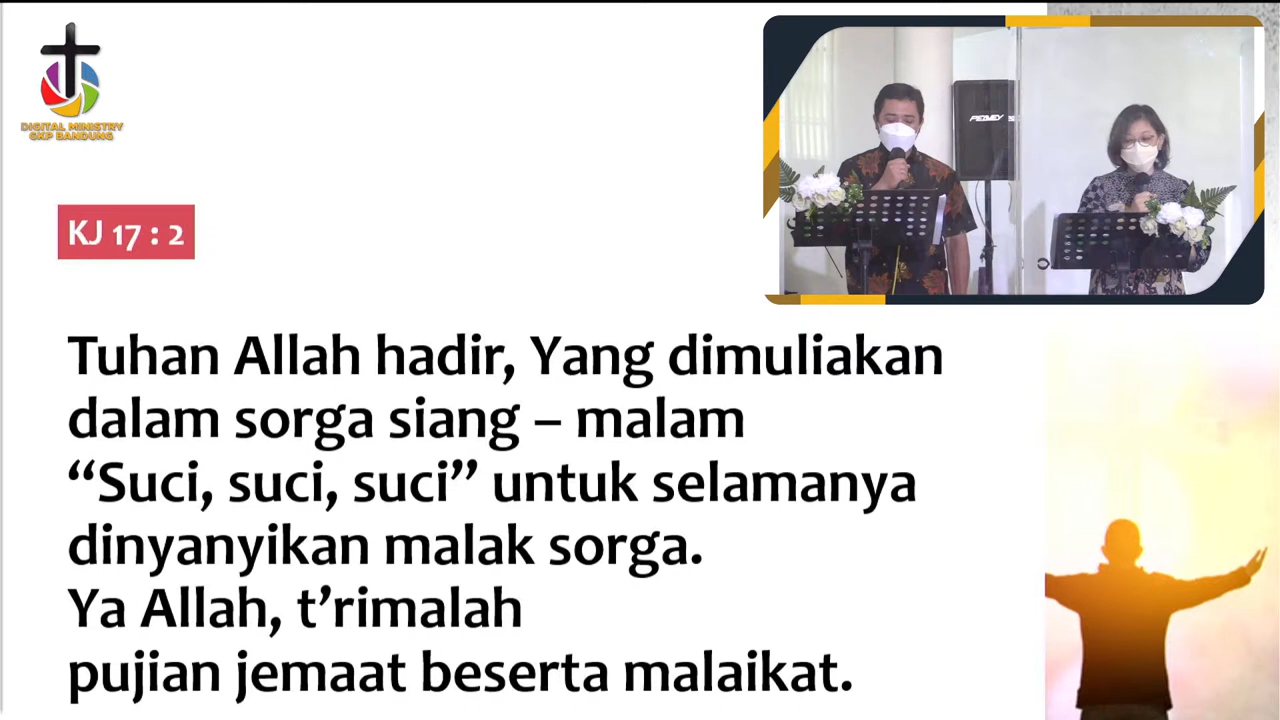 DIGITAL MINISTRY
GKP BANDUNG
PEAVEY
KJ 17 : 2
Tuhan Allah hadir, Yang dimuliakan
dalam sorga siang – malam
“Suci, suci, suci” untuk selamanya
dinyanyikan malak sorga.
Ya Allah, t’rimalah
pujian jemaat beserta malaikat.